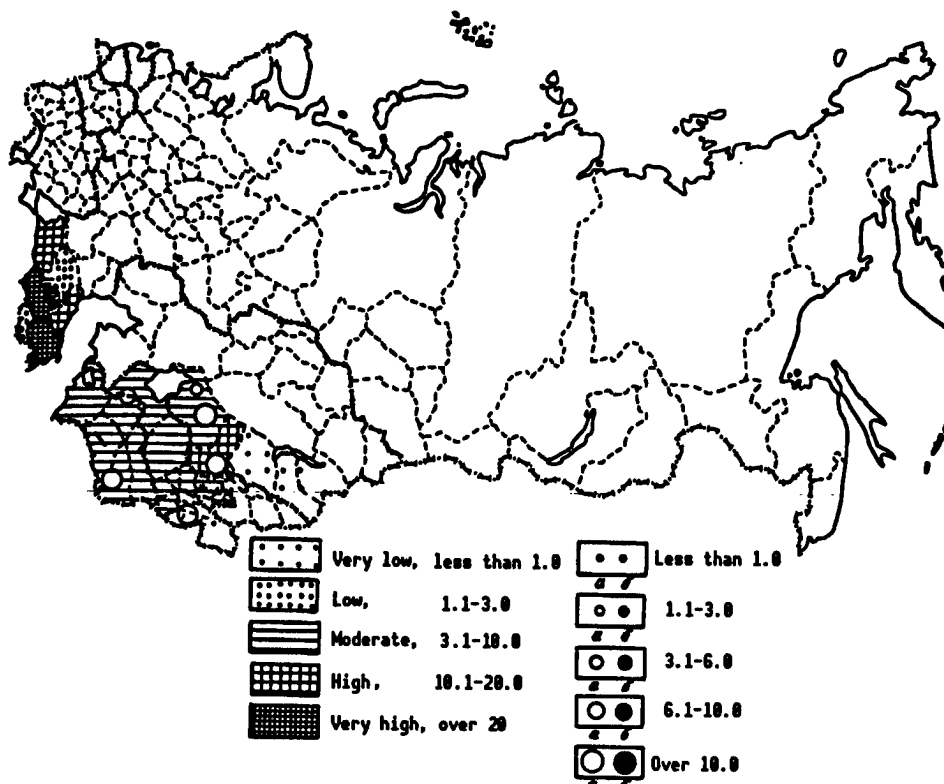 Very low, less than 1.0
Low, 1.1-3.0
Moderate, 3.1-10.0
High, 10.1-20.0
Very high, over 20
Less than 1.0
a б
1.1-3.0
a б
3.1-6.0
a б
6.1-10.0
a б
Over 10.0
a б